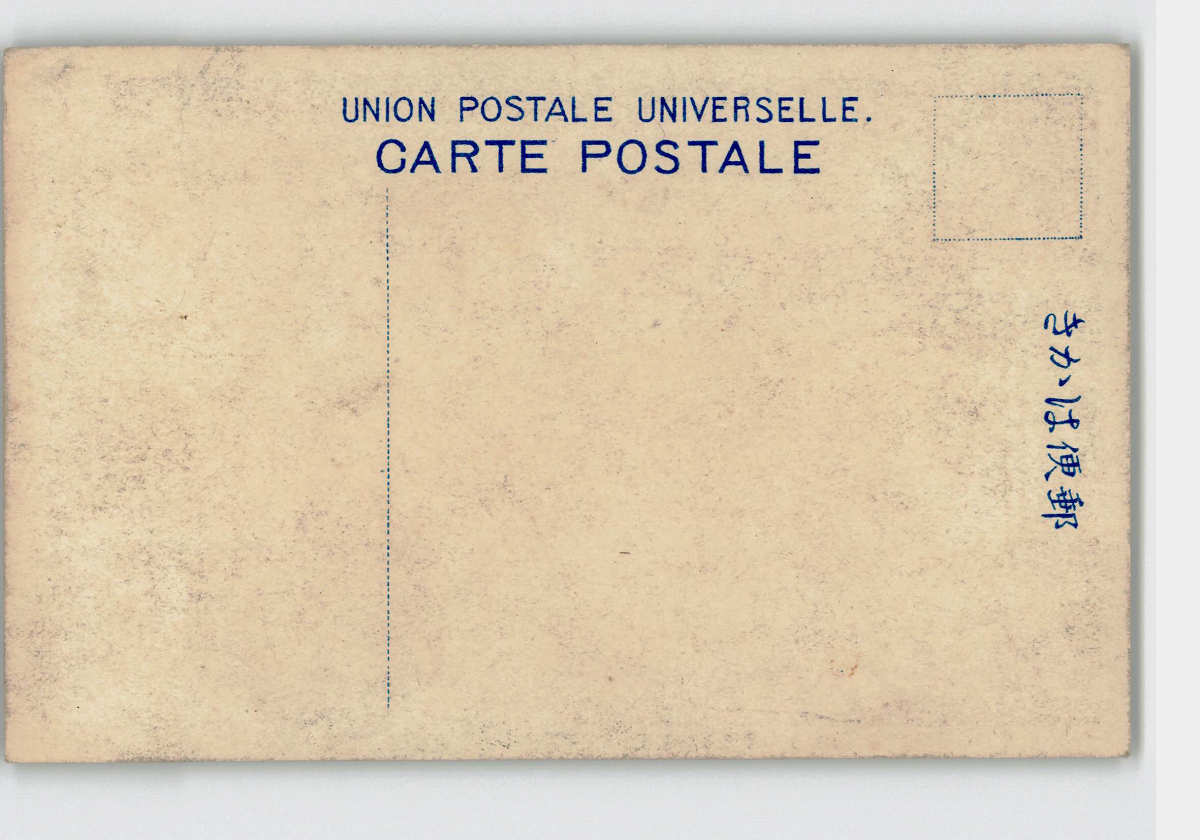 UNION POSTALE UNIVERSELLE.
CARTE POSTALE
郵便はかき